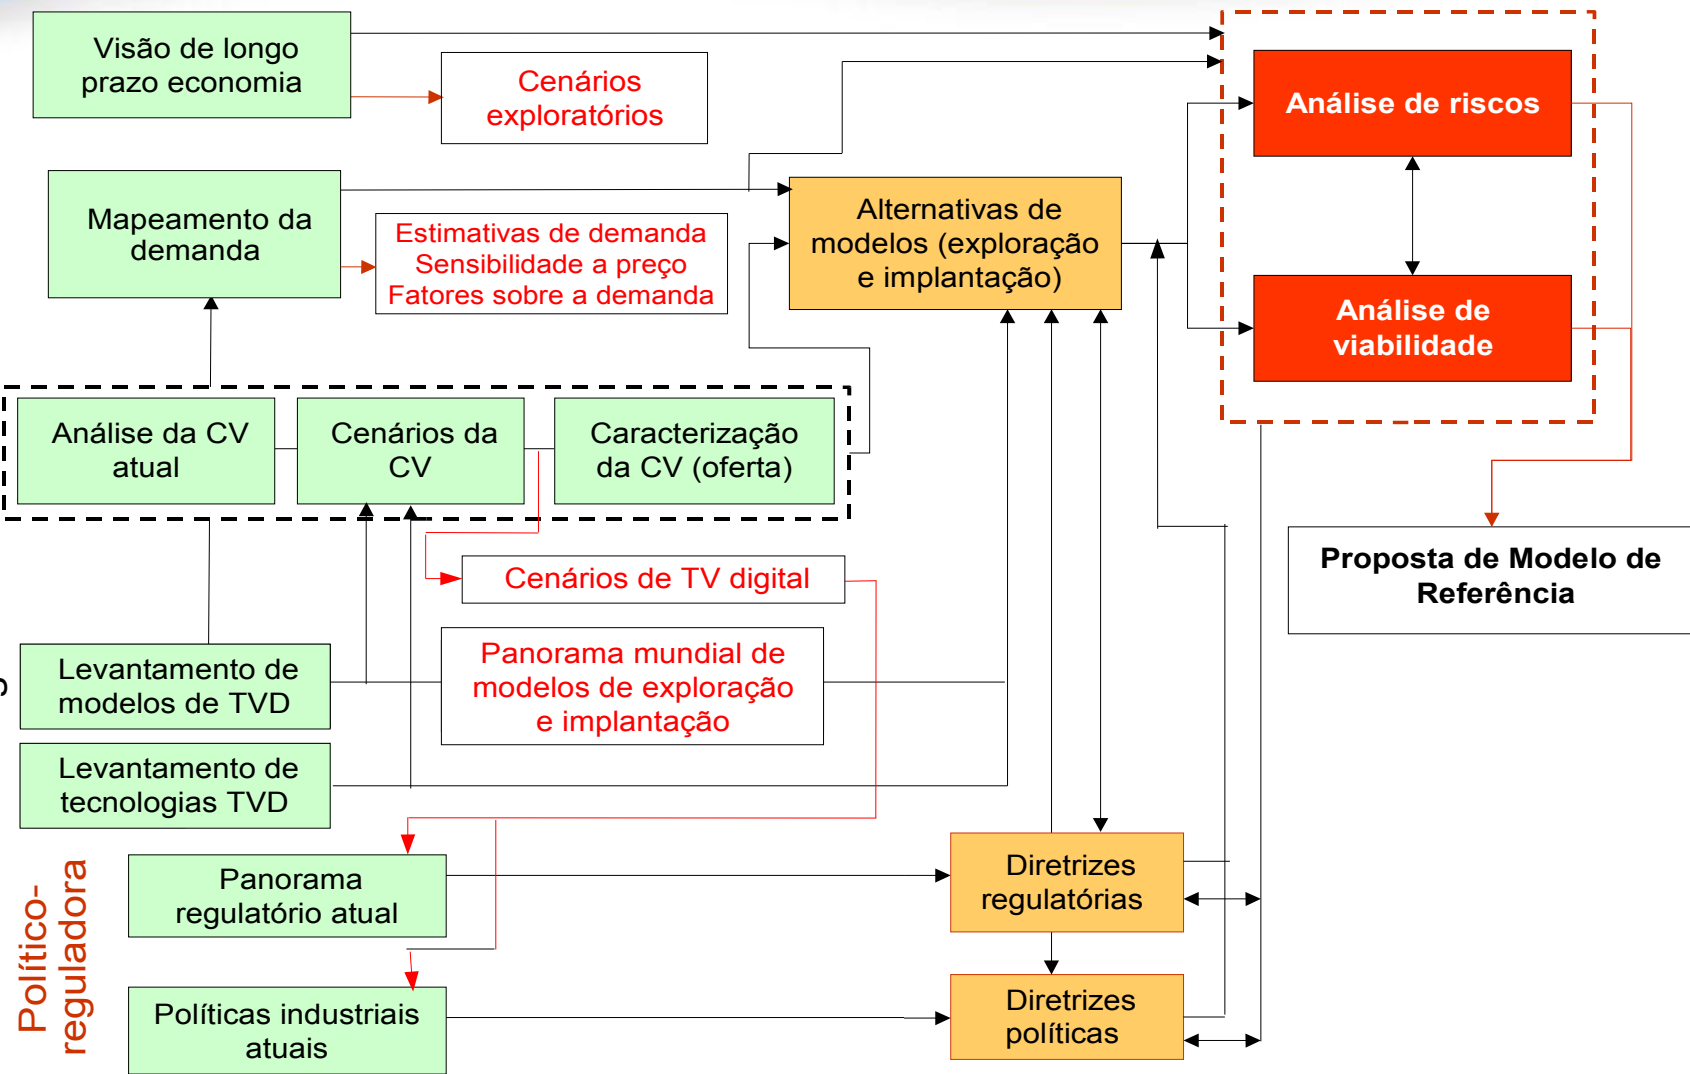 Visão de longo
prazo economia
Cenários
exploratórios
Análise de riscos
Mapeamento da
demanda
Estimativas de demanda
Sensibilidade a preço
Fatores sobre a demanda
Alternativas de
modelos (exploração
e implantação)
Análise de
viabilidade
Análise da CV
atual
Cenários da
CV
Caracterização
da CV (oferta)
Cenários de TV digital
Proposta de Modelo de
Referência
Levantamento de
modelos de TVD
Panorama mundial de
modelos de exploração
e implantação
Levantamento de
tecnologias TVD
Político-
reguladora
Panorama
regulatório atual
Diretrizes
regulatórias
Políticas industriais
atuais
Diretrizes
políticas